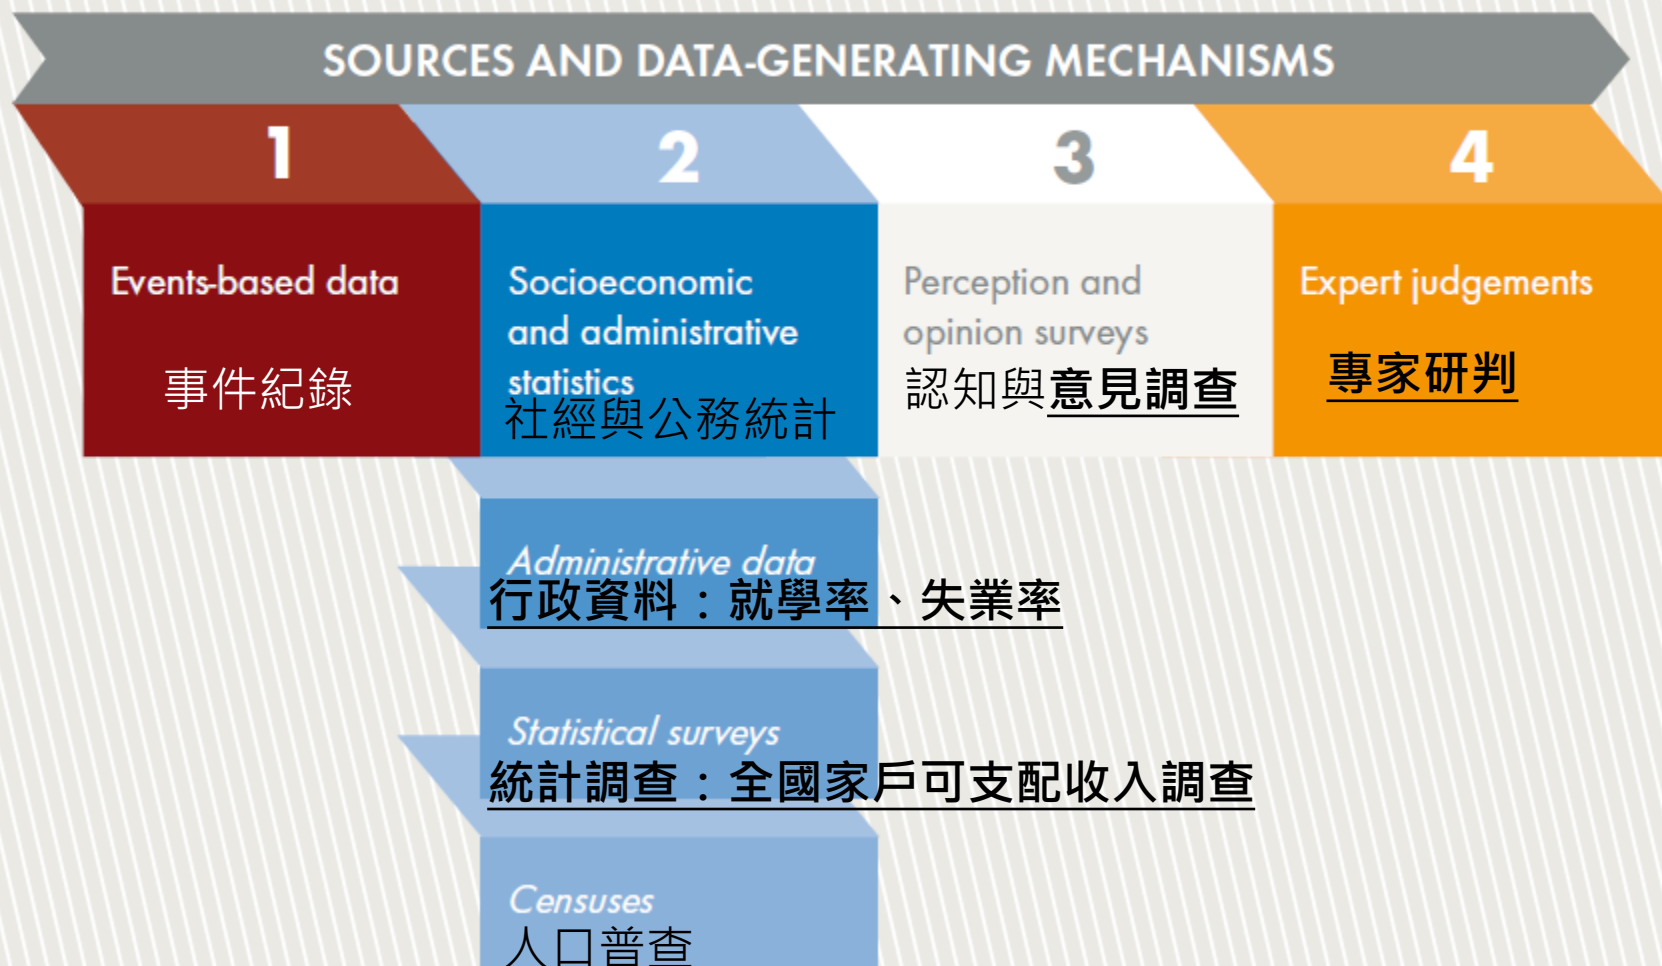 SOURCES AND DATA-GENERATING MECHANISMS
1
Events-based data
事件紀錄
2
Socioeconomic
and administrative
statistics
社經與公務統計
3
Perception and
opinion surveys
認知與意見調查
4
Expert judgements
專家研判
Administrative data
行政資料：就學率、失業率
Statistical surveys
統計調查：全國家戶可支配收入調查
Censuses
人口普查